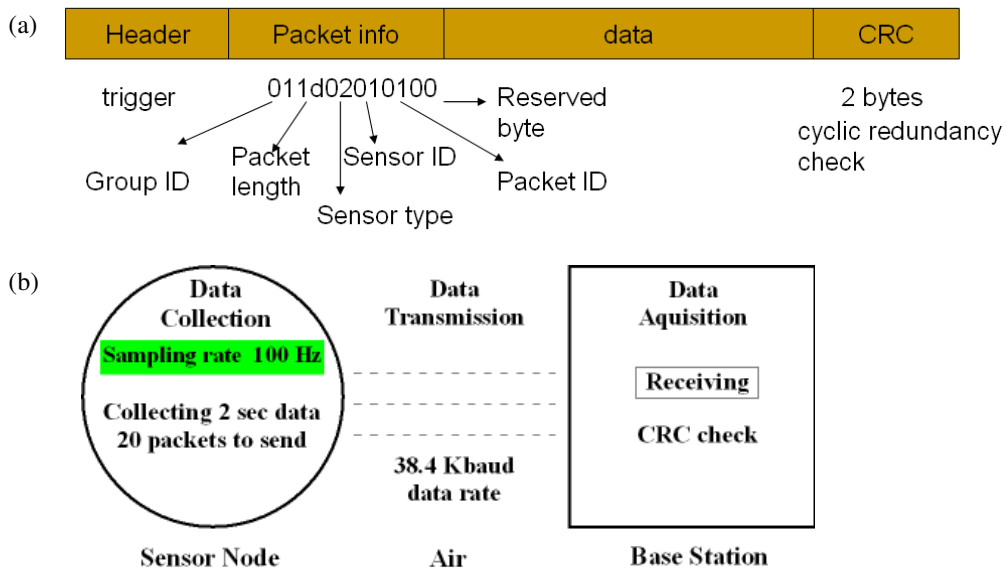 (a)
Header Packet info data CRC
trigger
011d02010100
Reserved
byte
2 bytes
cyclic redundancy
check
Group ID
Packet
length
Sensor ID
Packet ID
Sensor type
(b)
Data
Collection
Sampling rate 100 Hz
Collecting 2 sec data
20 packets to send
Sensor Node
Data
Transmission
38.4 Kbaud
data rate
Air
Data
Aquisition
Receiving
CRC check
Base Station